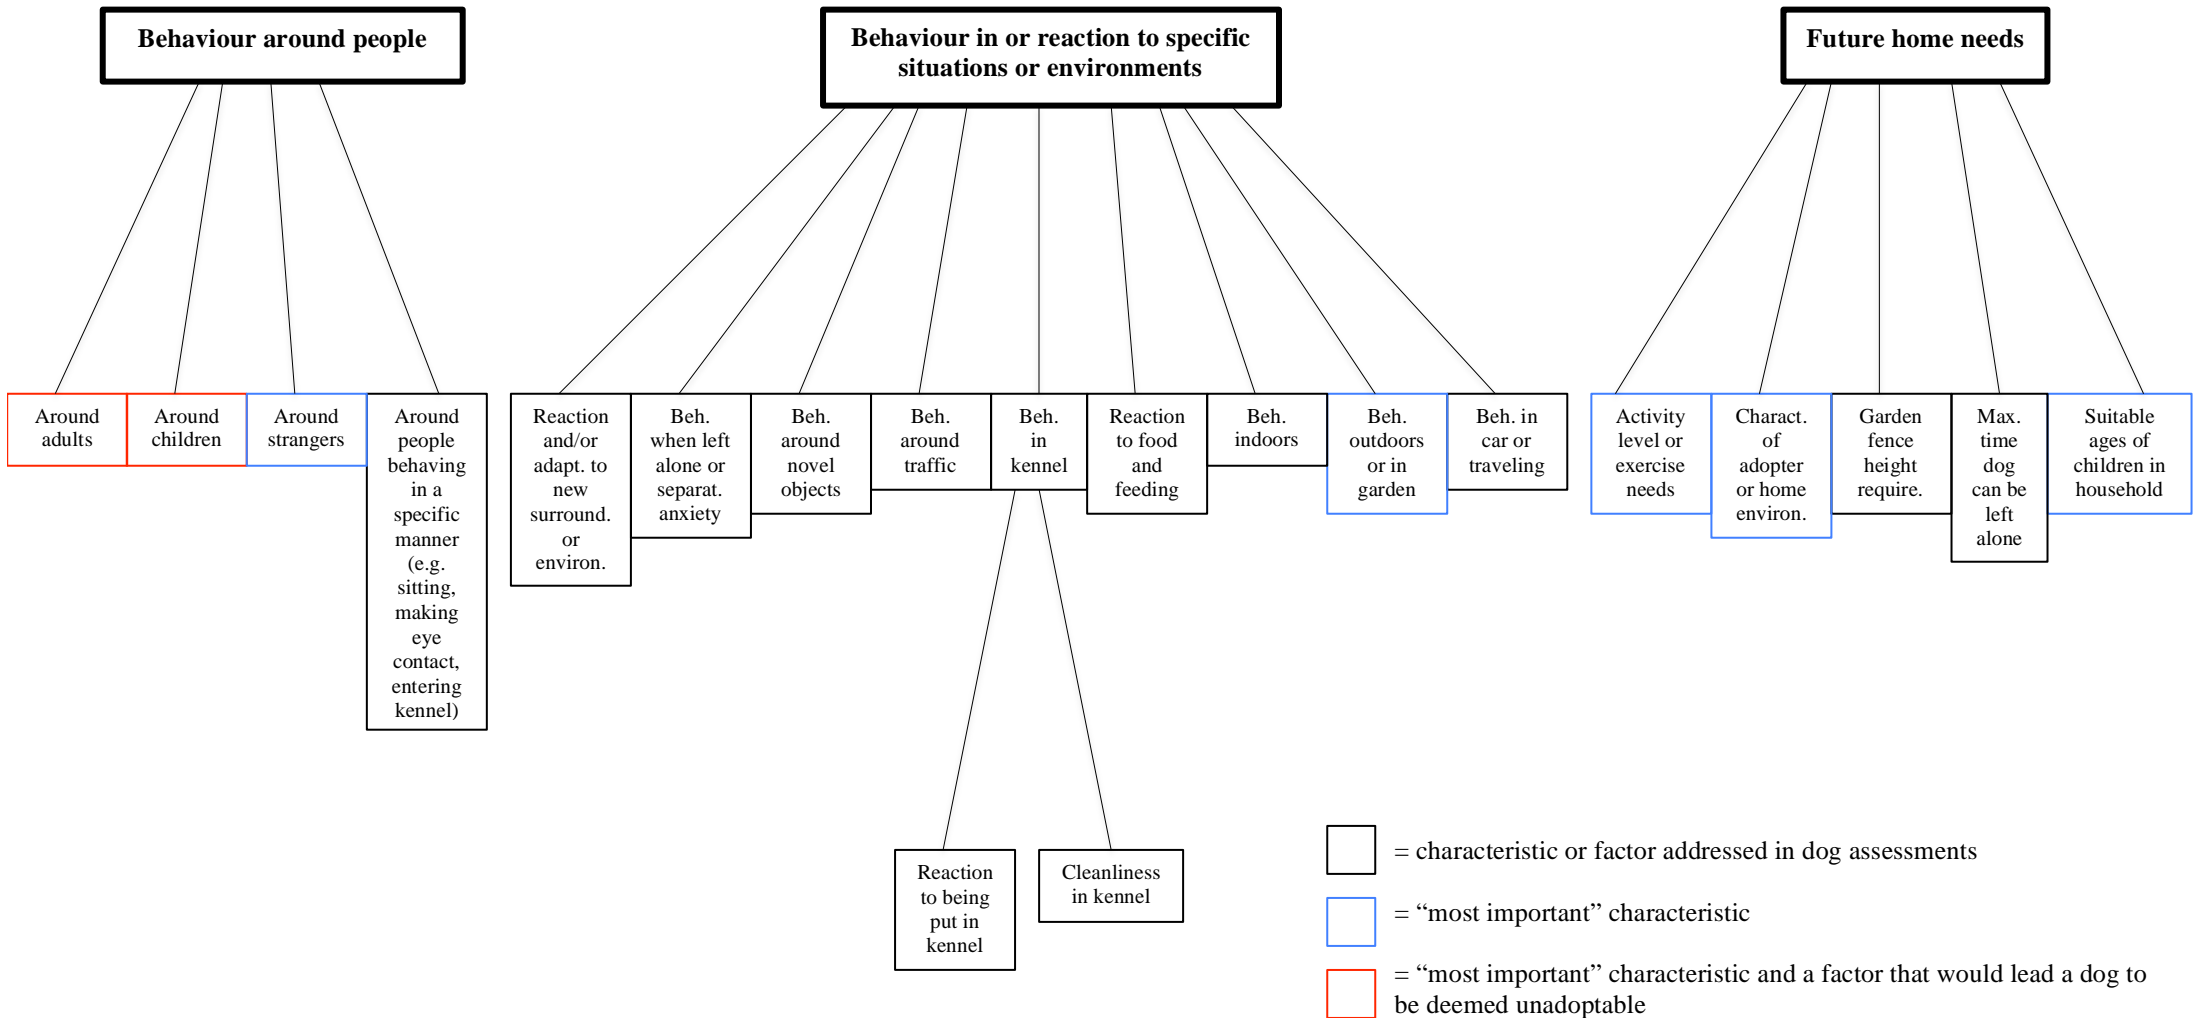 Behaviour around people
Behaviour in or reaction to specific
situations or environments
Future home needs
Around
adults
Around
children
Around
strangers
Around
people
behaving
in a
specific
manner
(e.g.
sitting,
making
eye
contact,
entering
kennel)
Reaction
and/or
adapt. to
new
surround.
or
environ.
Beh.
when left
alone or
separat.
anxiety
Beh.
around
novel
objects
Beh.
around
traffic
Beh.
in
kennel
Reaction
to food
and
feeding
Beh.
indoors
Beh.
outdoors
or in
garden
Beh. in
car or
traveling
Activity
level or
exercise
needs
Charact.
of
adopter
or home
environ.
Garden
fence
height
require.
Max.
time
dog
can be
left
alone
Suitable
ages of
children in
household
Reaction
to being
put in
kennel
Cleanliness
in kennel
= characteristic or factor addressed in dog assessments
= “most important” characteristic
= “most important” characteristic and a factor that would lead a dog to
be deemed unadoptable